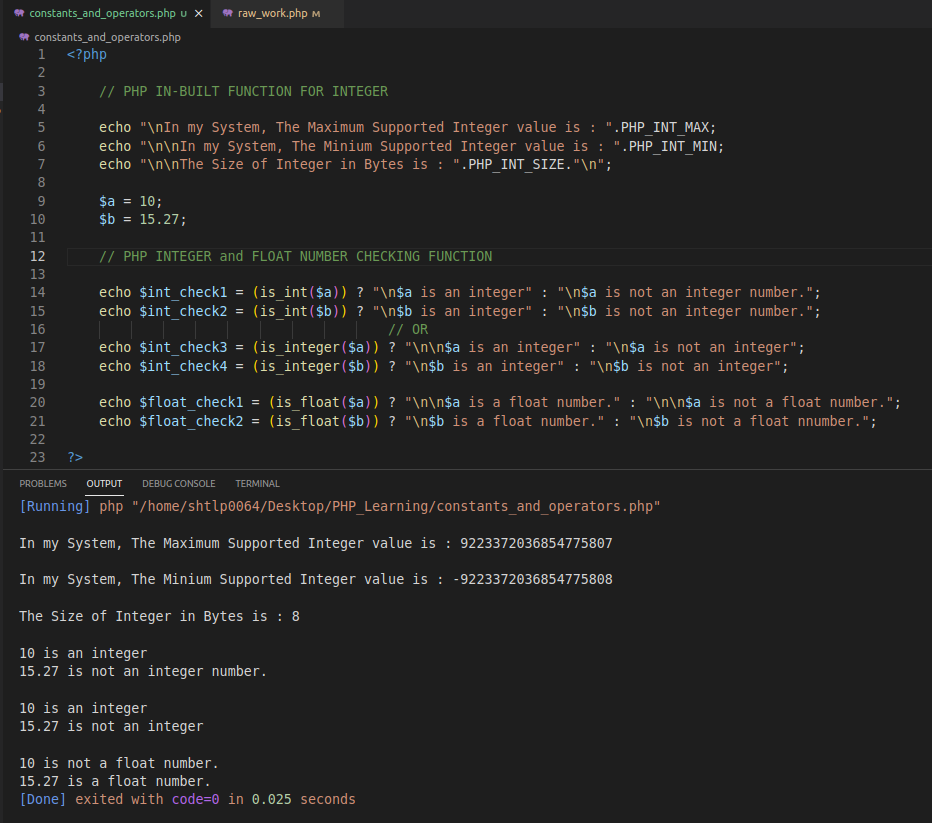 constants_and_operators.php U × raw_work.php M
constants_and_operators.php
1 <?php
2
3 // PHP IN-BUILT FUNCTION FOR INTEGER
4
5 echo "\nIn my System, The Maximum Supported Integer value is : ".PHP_INT_MAX;
6 echo "\n\nIn my System, The Minium Supported Integer value is : ".PHP_INT_MIN;
7 echo "\n\nThe Size of Integer in Bytes is : ".PHP_INT_SIZE."\n";
8
9 $a = 10;
10 $b = 15.27;
11
12 // PHP INTEGER and FLOAT NUMBER CHECKING FUNCTION
13
14 echo $int_check1 = (is_int($a)) ? "\n$a is an integer" : "\n$a is not an integer number.";
15 echo $int_check2 = (is_int($b)) ? "\n$b is an integer" : "\n$b is not an integer number.";
16 // OR
17 echo $int_check3 = (is_integer($a)) ? "\n\n$a is an integer" : "\n$a is not an integer";
18 echo $int_check4 = (is_integer($b)) ? "\n$b is an integer" : "\n$b is not an integer";
19
20 echo $float_check1 = (is_float($a)) ? "\n\n$a is a float number." : "\n\n$a is not a float number.";
21 echo $float_check2 = (is_float($b)) ? "\n$b is a float number." : "\n$b is not a float nnumber.";
22
23 ?>
PROBLEMS OUTPUT DEBUG CONSOLE TERMINAL
[Running] php "/home/shtlp0064/Desktop/PHP_Learning/constants_and_operators.php"
In my System, The Maximum Supported Integer value is : 9223372036854775807
In my System, The Minium Supported Integer value is : -9223372036854775808
The Size of Integer in Bytes is : 8
10 is an integer
15.27 is not an integer number.
10 is an integer
15.27 is not an integer
10 is not a float number.
15.27 is a float number.
[Done] exited with code=0 in 0.025 seconds